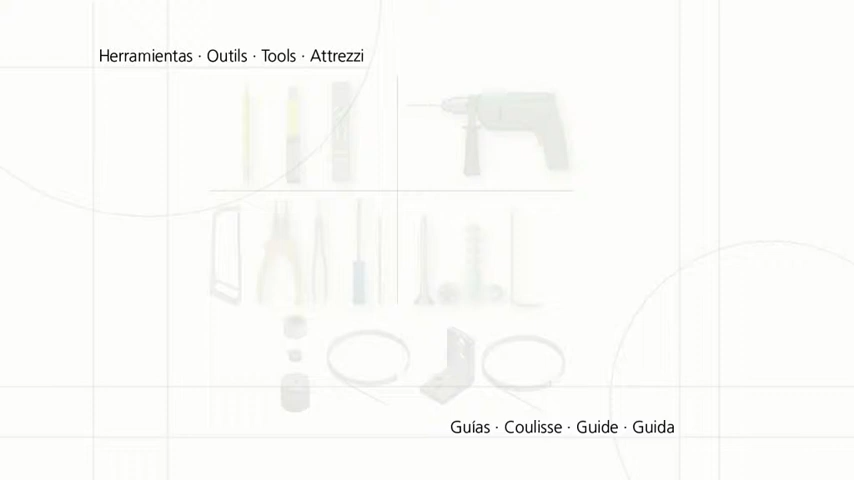 Herramientas · Outils · Tools · Attrezzi
Guías · Coulisse · Guide · Guida